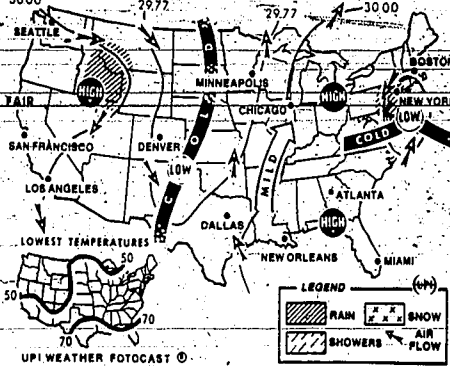 30.00
29.77
29.77
30.00
SEATTLE
BOSTON
MINNEAPOLIS
HIGH
HIGH
NEW YORK
FAIR
CHICAGO
LOW
COLD
COLD
SAN FRANCISCO
DENVER
LOW
MILD
LOS ANGELES
ATLANTA
DALLAS
HIGH
LOWEST TEMPERATURES
NEW ORLEANS
MIAMI
50
50
70
70
LEGEND
UPI
RAIN
SNOW
SHOWERS
AIR FLOW
UPI WEATHER FOTOCAST ®